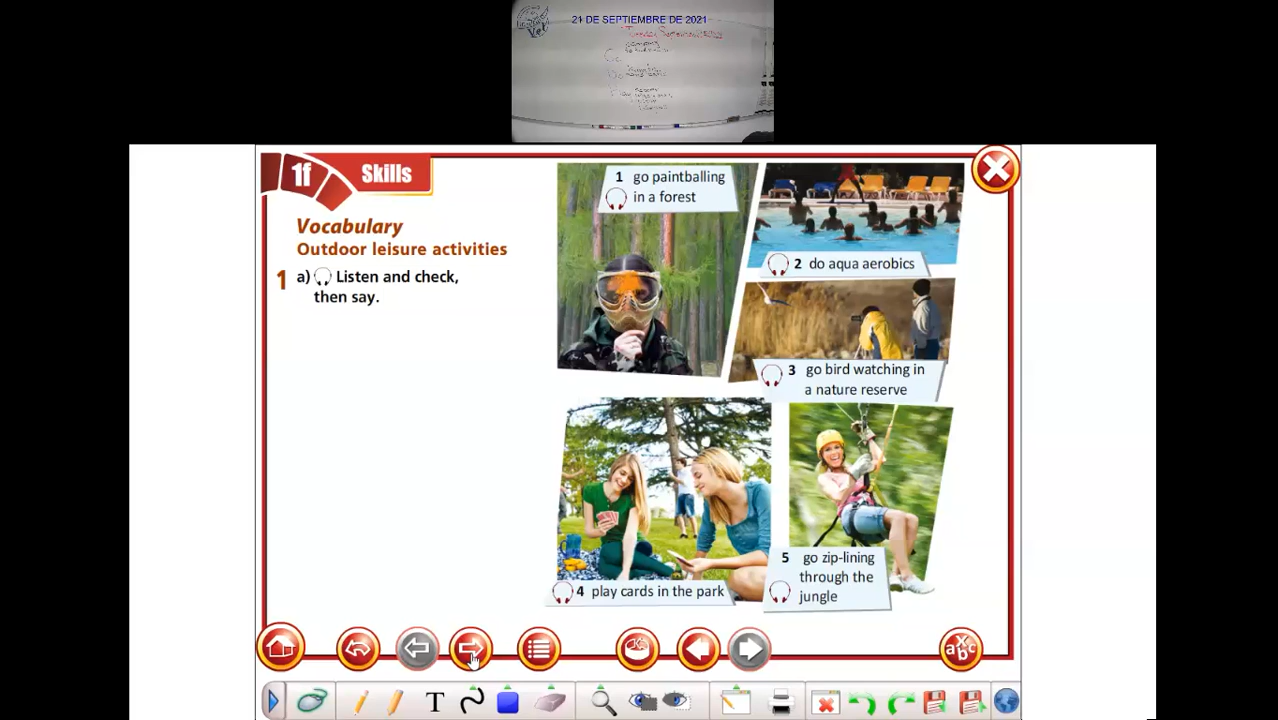 21 DE SEPTIEMBRE DE 2021
1f
Skills
Vocabulary
Outdoor leisure activities
1 a) Listen and check,
then say.
1 go paintballing
in a forest
2 do aqua aerobics
3 go bird watching in
a nature reserve
4 play cards in the park
5 go zip-lining
through the
jungle